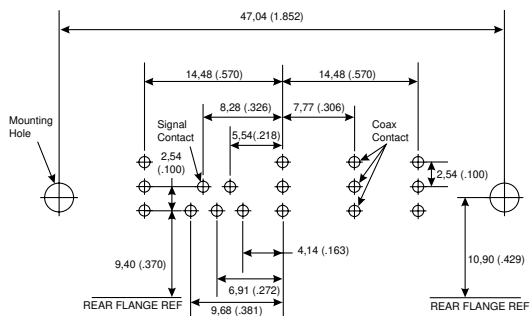 47,04 (1.852)
14,48 (.570)
14,48 (.570)
8,28 (.326)
7,77 (.306)
Mounting
Hole
Signal
Contact
Coax
Contact
5,54(.218)
2,54
(.100)
2,54 (.100)
4,14 (.163)
9,40 (.370)
10,90 (.429)
6,91 (.272)
REAR FLANGE REF
REAR FLANGE REF
9,68 (.381)